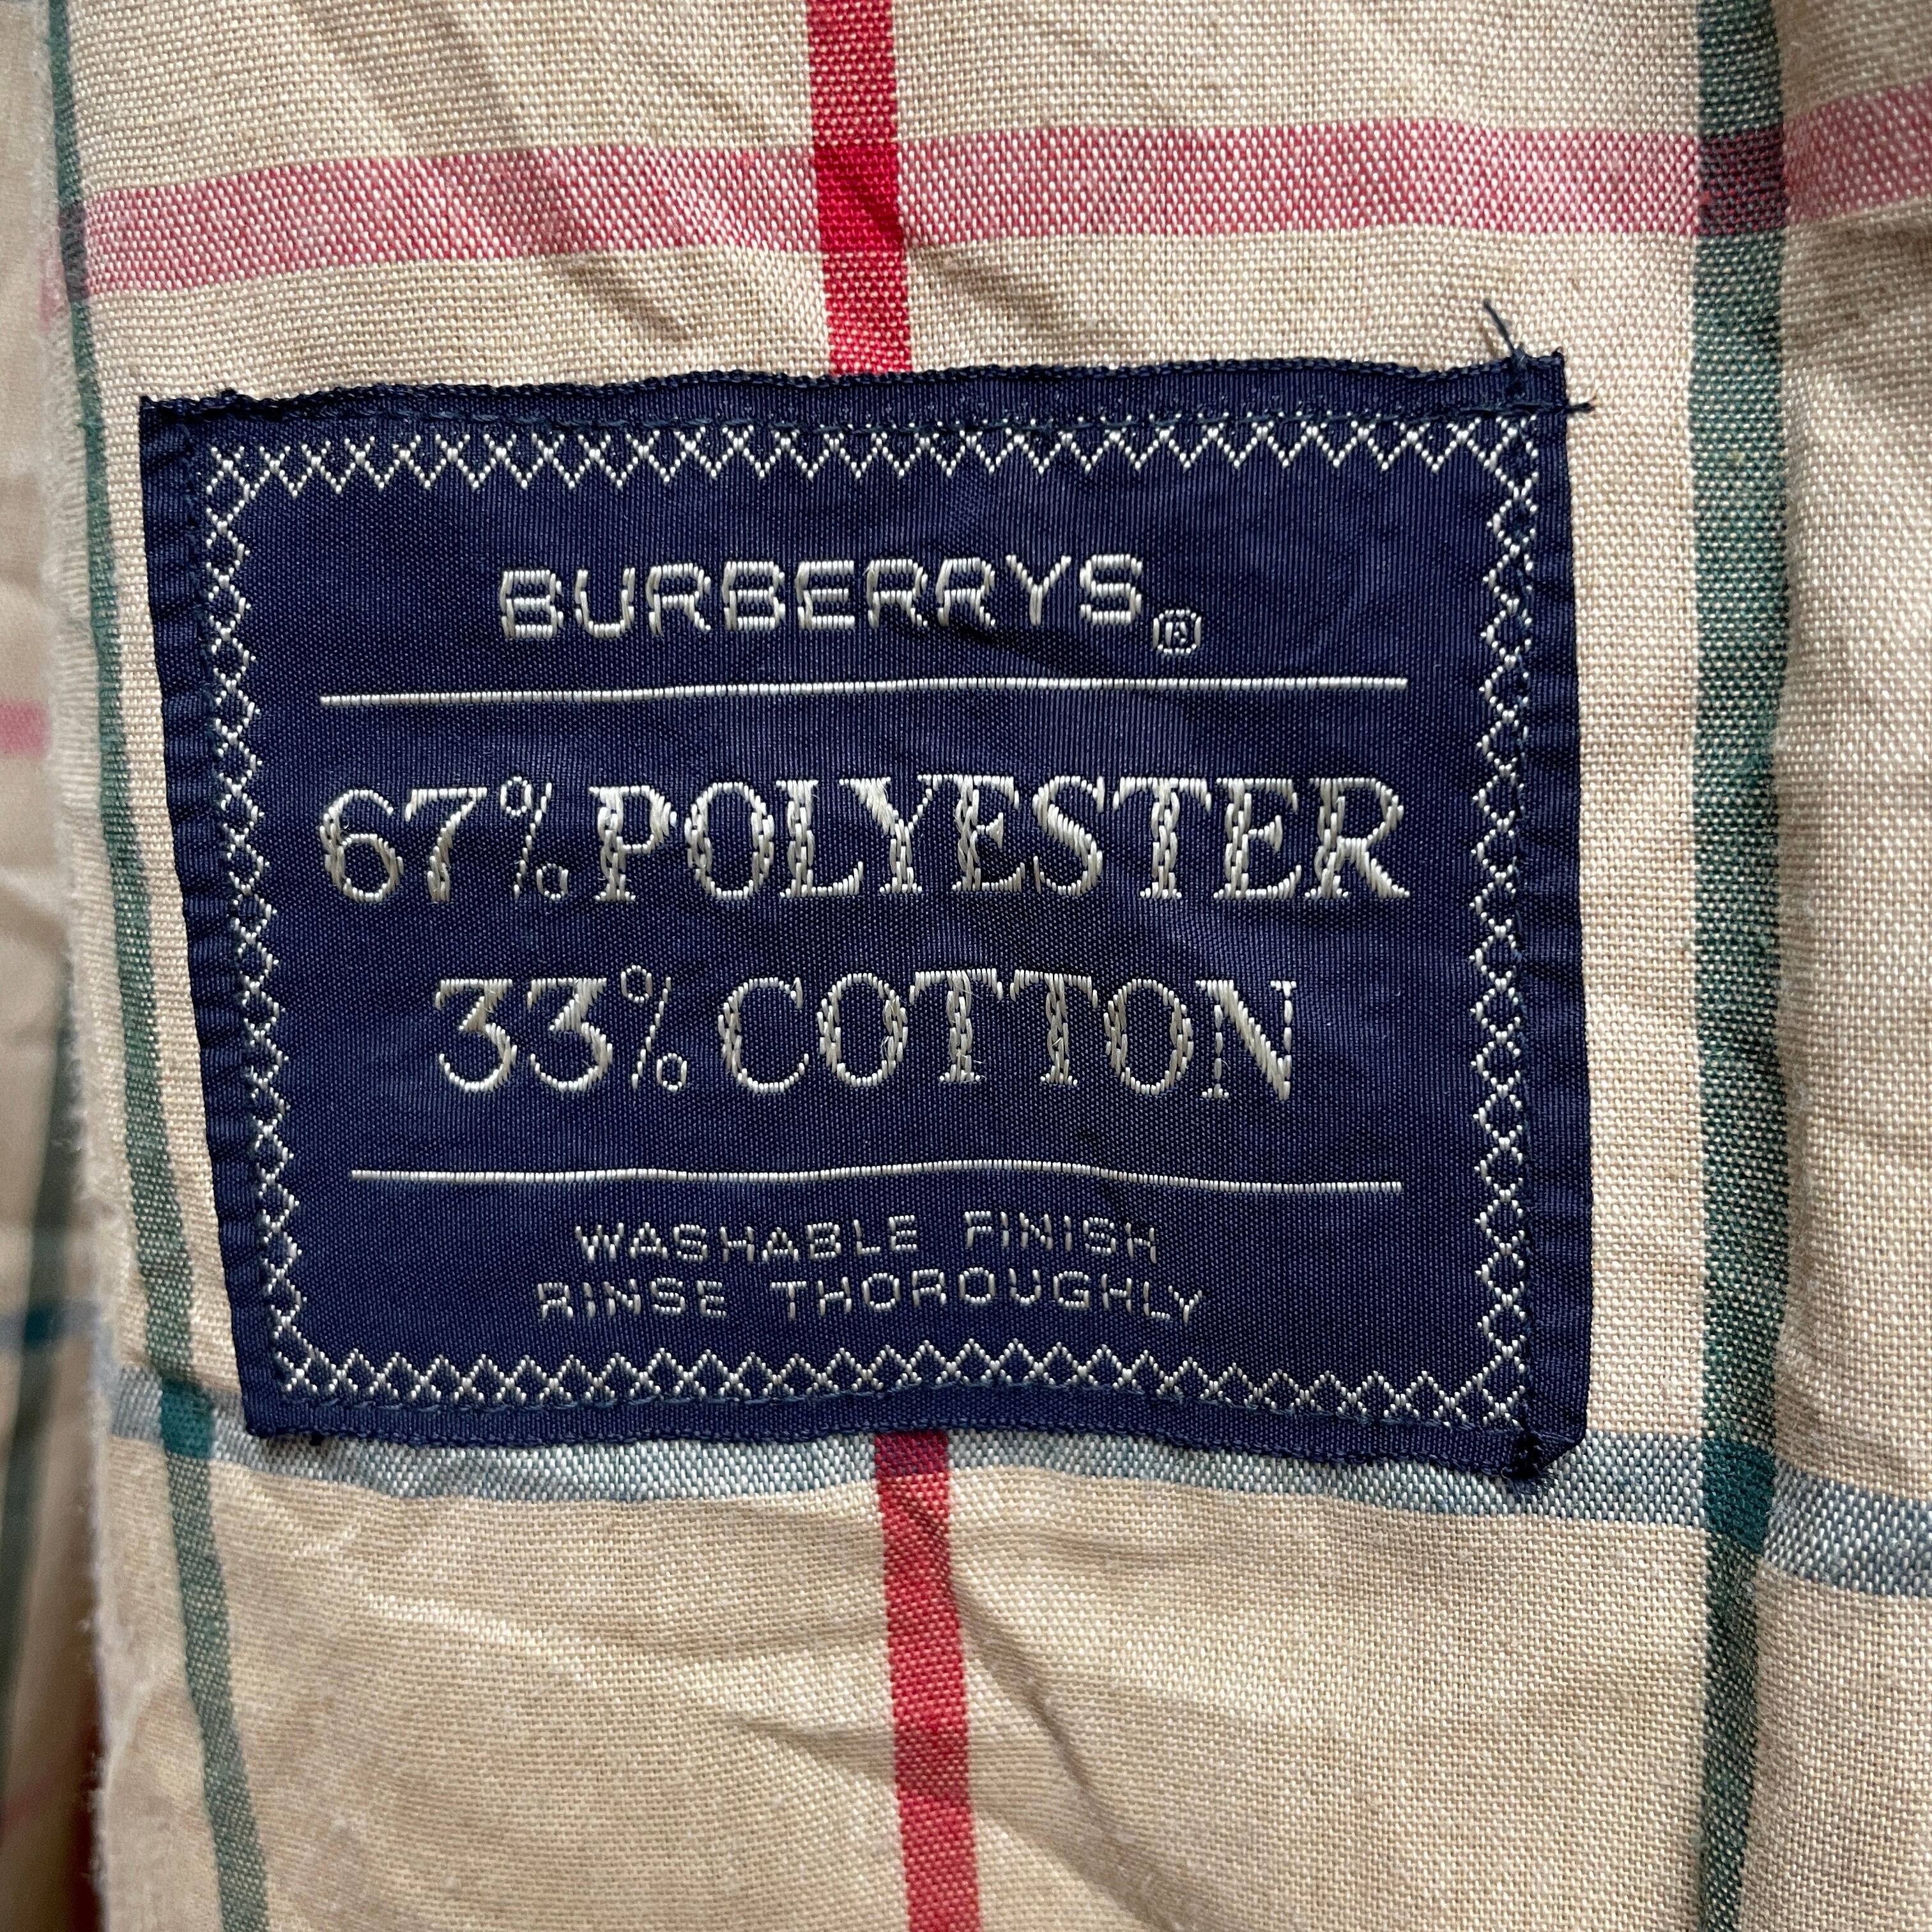 BURBERRYS®
67% POLYESTER
33% COTTON
WASHABLE FINISH
RINSE THOROUGHLY